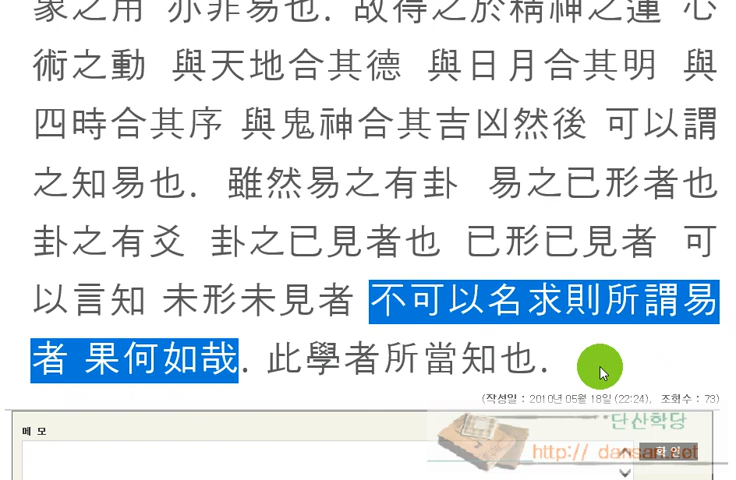 象之用 亦非易也. 故得之於精神之運 心
術之動 與天地合其德 與日月合其明 與
四時合其序 與鬼神合其吉凶然後 可以謂
之知易也. 雖然易之有卦 易之已形者也
卦之有爻 卦之已見者也 已形已見者 可
以言知 未形未見者 不可以名求則所謂易
者 果何如哉. 此學者所當知也.
(작성일 : 2010년 05월 18일 (22:24), 조회수 : 73)
메 모
단산학당
http:// dansan.net
확 인